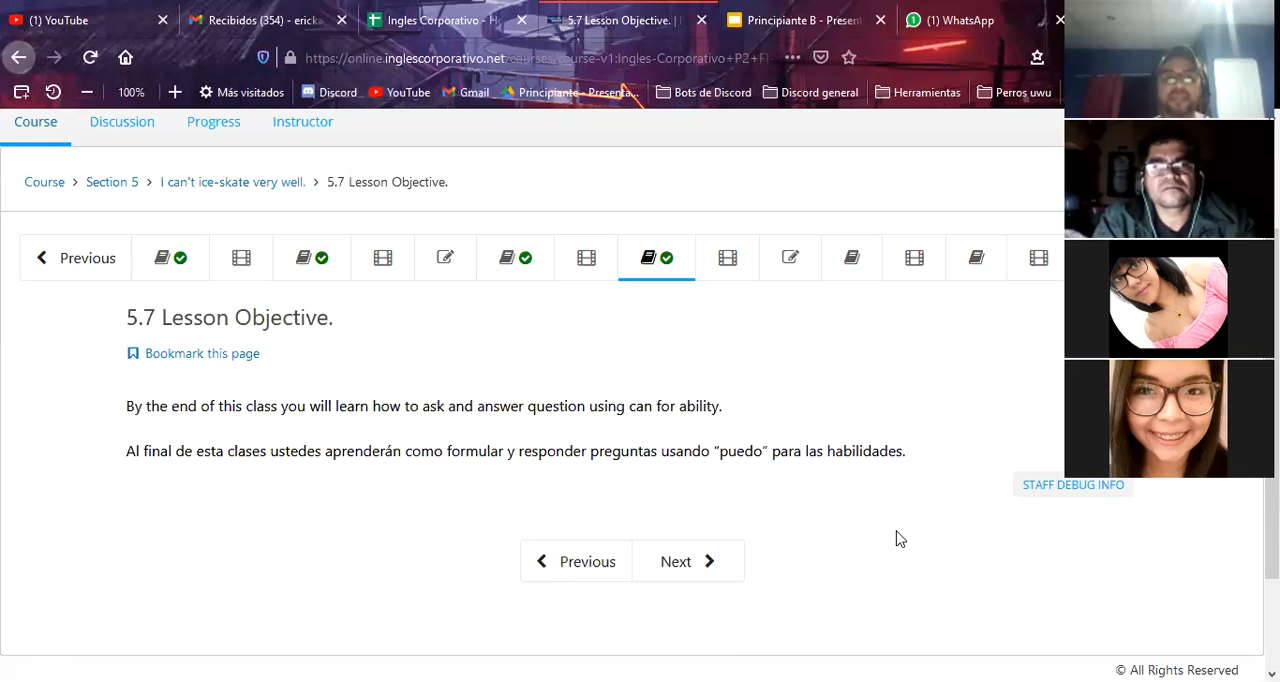 (1) YouTube
Recibidos (354) - ericka
Ingles Corporativo - Ho
5.7 Lesson Objective. |
Principiante B - Present
(1) WhatsApp
https://online.inglescorporativo.net/courses/course-v1:Ingles-Corporativo+P2+Fl
100%
Más visitados
Discord
YouTube
Gmail
Principiante - Presenta...
Bots de Discord
Discord general
Herramientas
Perros uwu
Course
Discussion
Progress
Instructor
Course > Section 5 > I can't ice-skate very well. > 5.7 Lesson Objective.
Previous
5.7 Lesson Objective.
Bookmark this page
By the end of this class you will learn how to ask and answer question using can for ability.
Al final de esta clases ustedes aprenderán como formular y responder preguntas usando “puedo” para las habilidades.
STAFF DEBUG INFO
Previous
Next
© All Rights Reserved